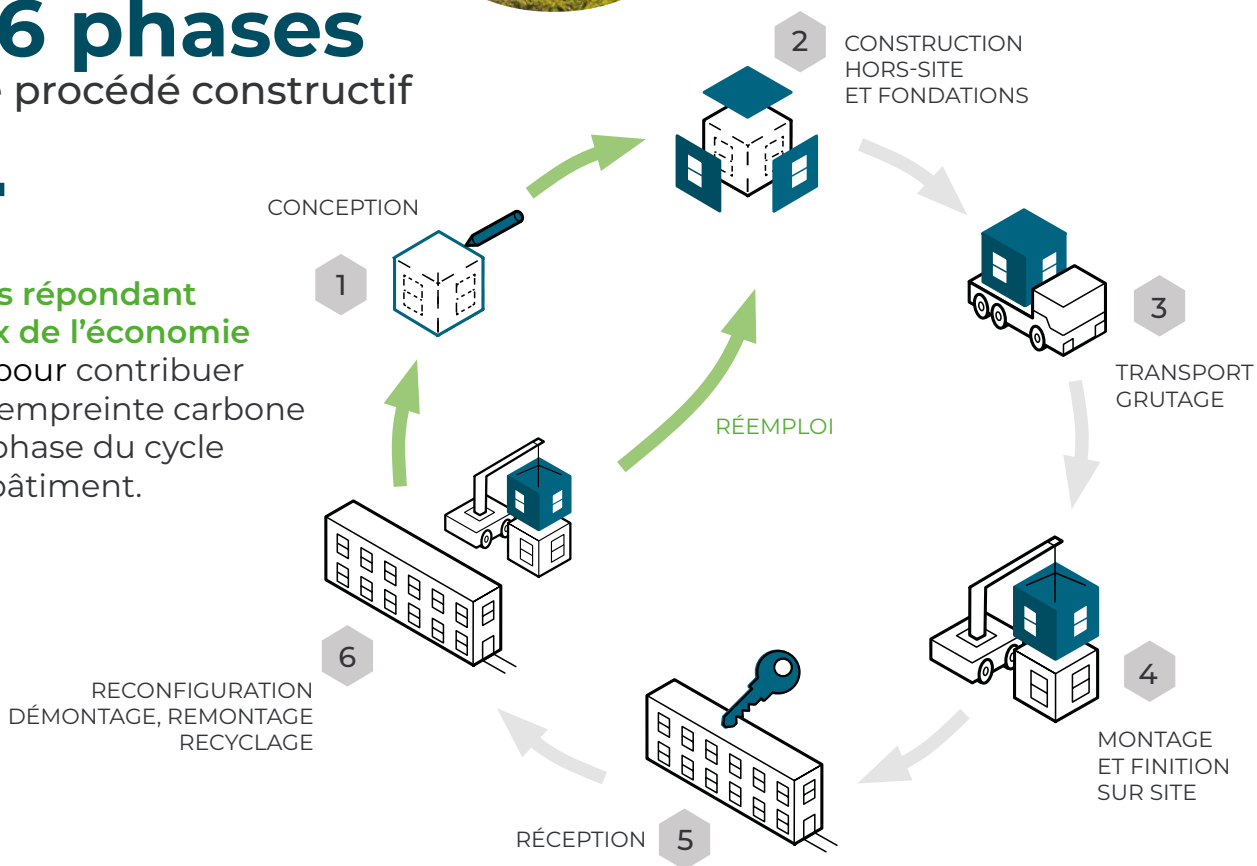 6 phases
procédé constructif
répondant
de l’économie
pour contribuer
empreinte carbone
phase du cycle
bâtiment.
CONCEPTION
1
2
CONSTRUCTION
HORS-SITE
ET FONDATIONS
3
TRANSPORT
GRUTAGE
RÉEMPLOI
4
MONTAGE
ET FINITION
SUR SITE
RÉCEPTION
5
6
RECONFIGURATION
DÉMONTAGE, REMONTAGE
RECYCLAGE